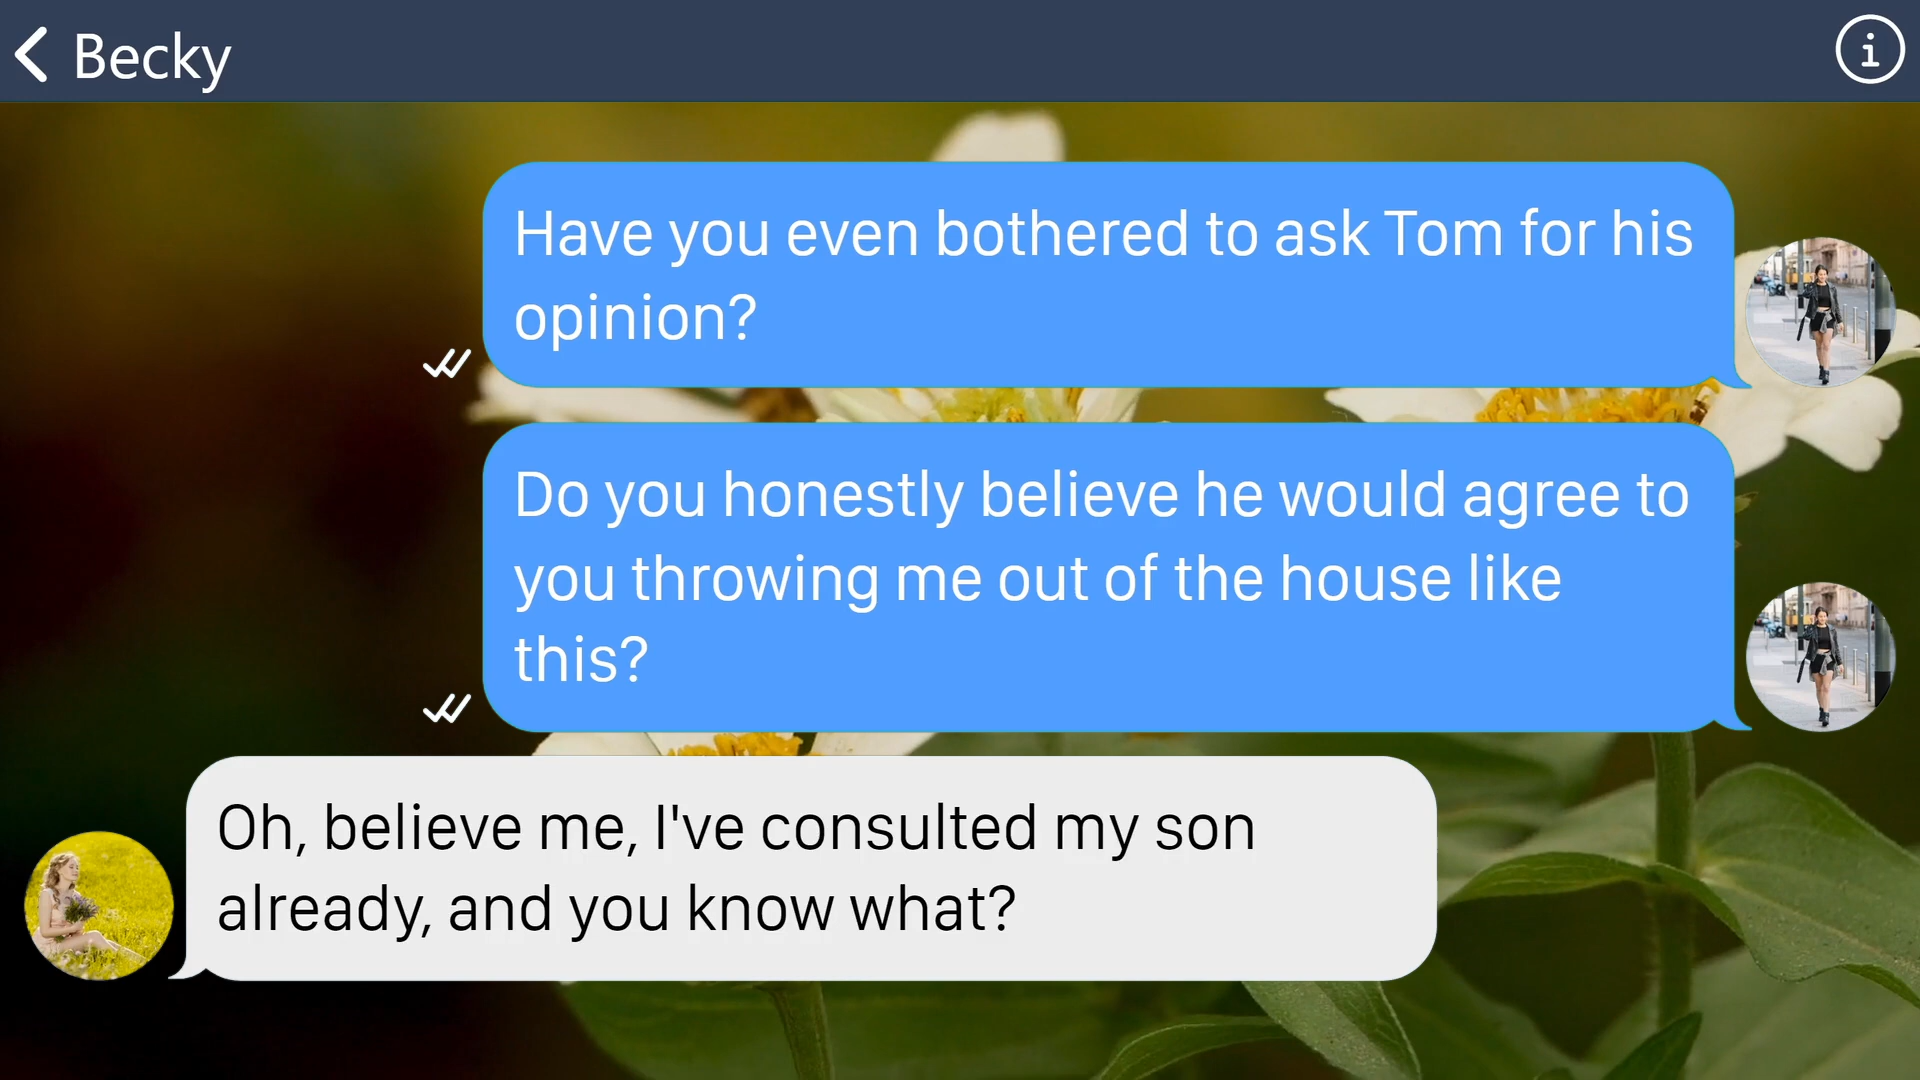 Becky
Have you even bothered to ask Tom for his
opinion?
Do you honestly believe he would agree to
you throwing me out of the house like
this?
Oh, believe me, I've consulted my son
already, and you know what?